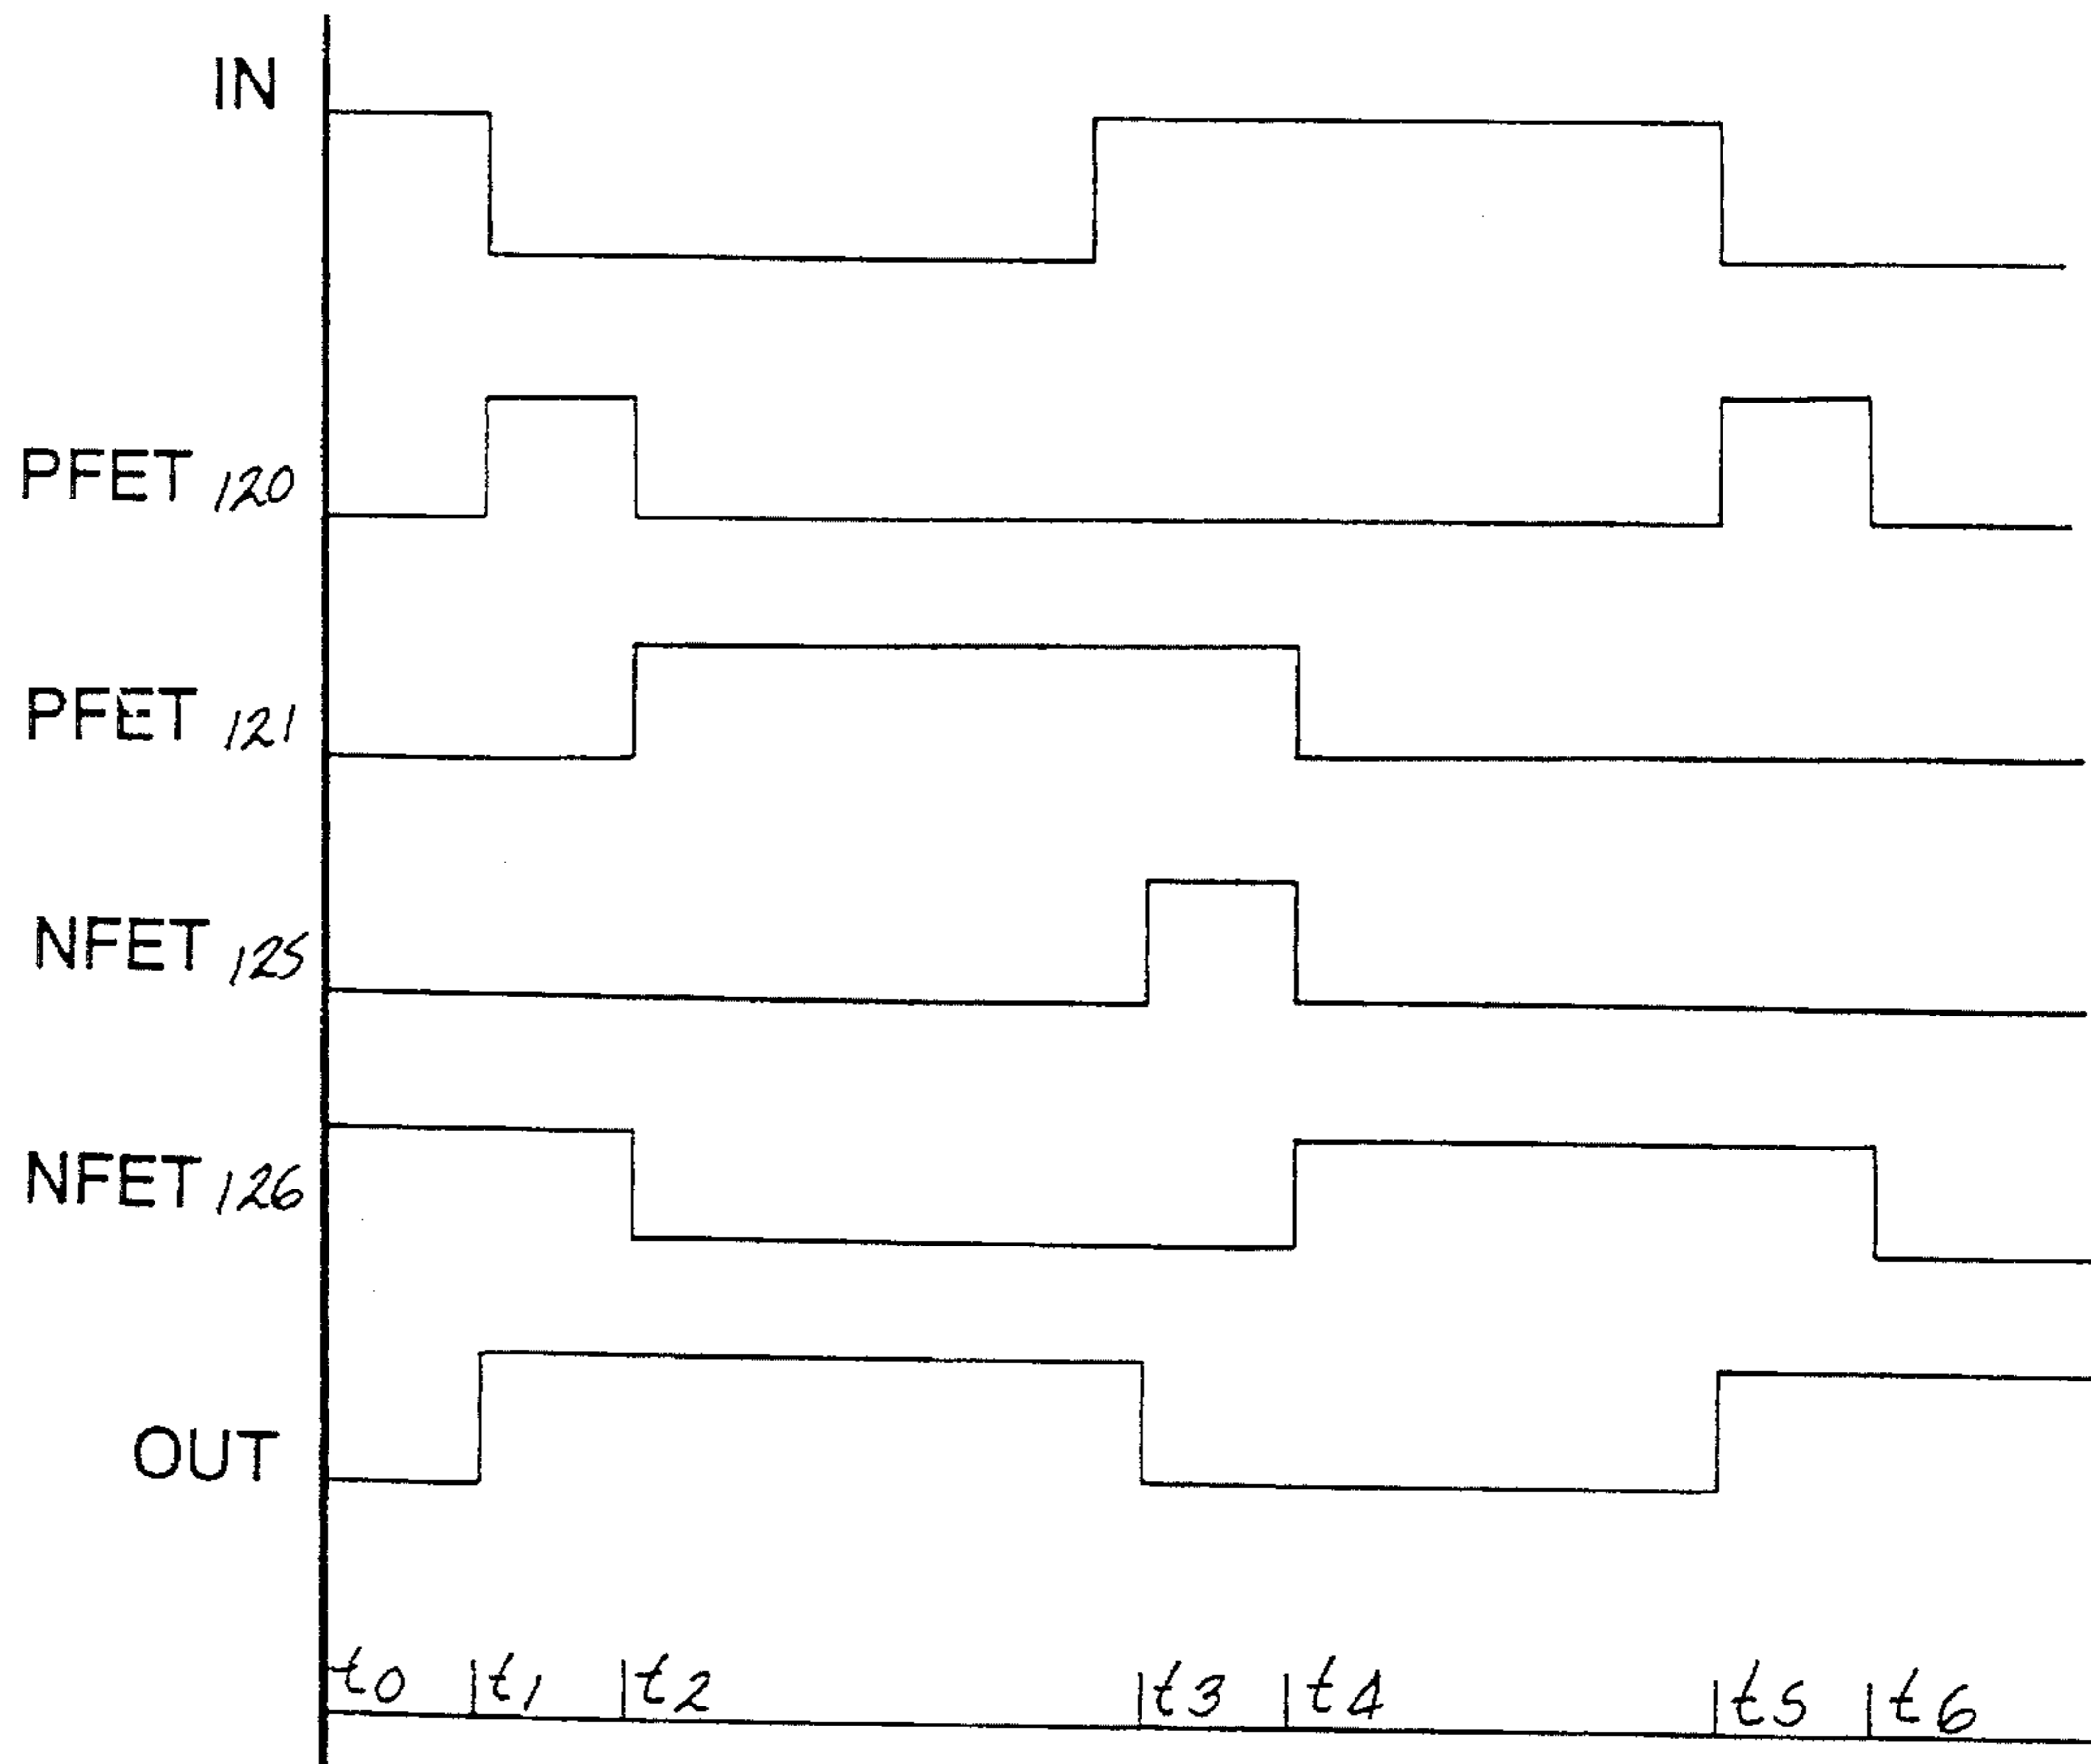 IN
PFET 120
PFET 121
NFET 125
NFET 126
OUT
t0 t1 t2 t3 t4 t5 t6